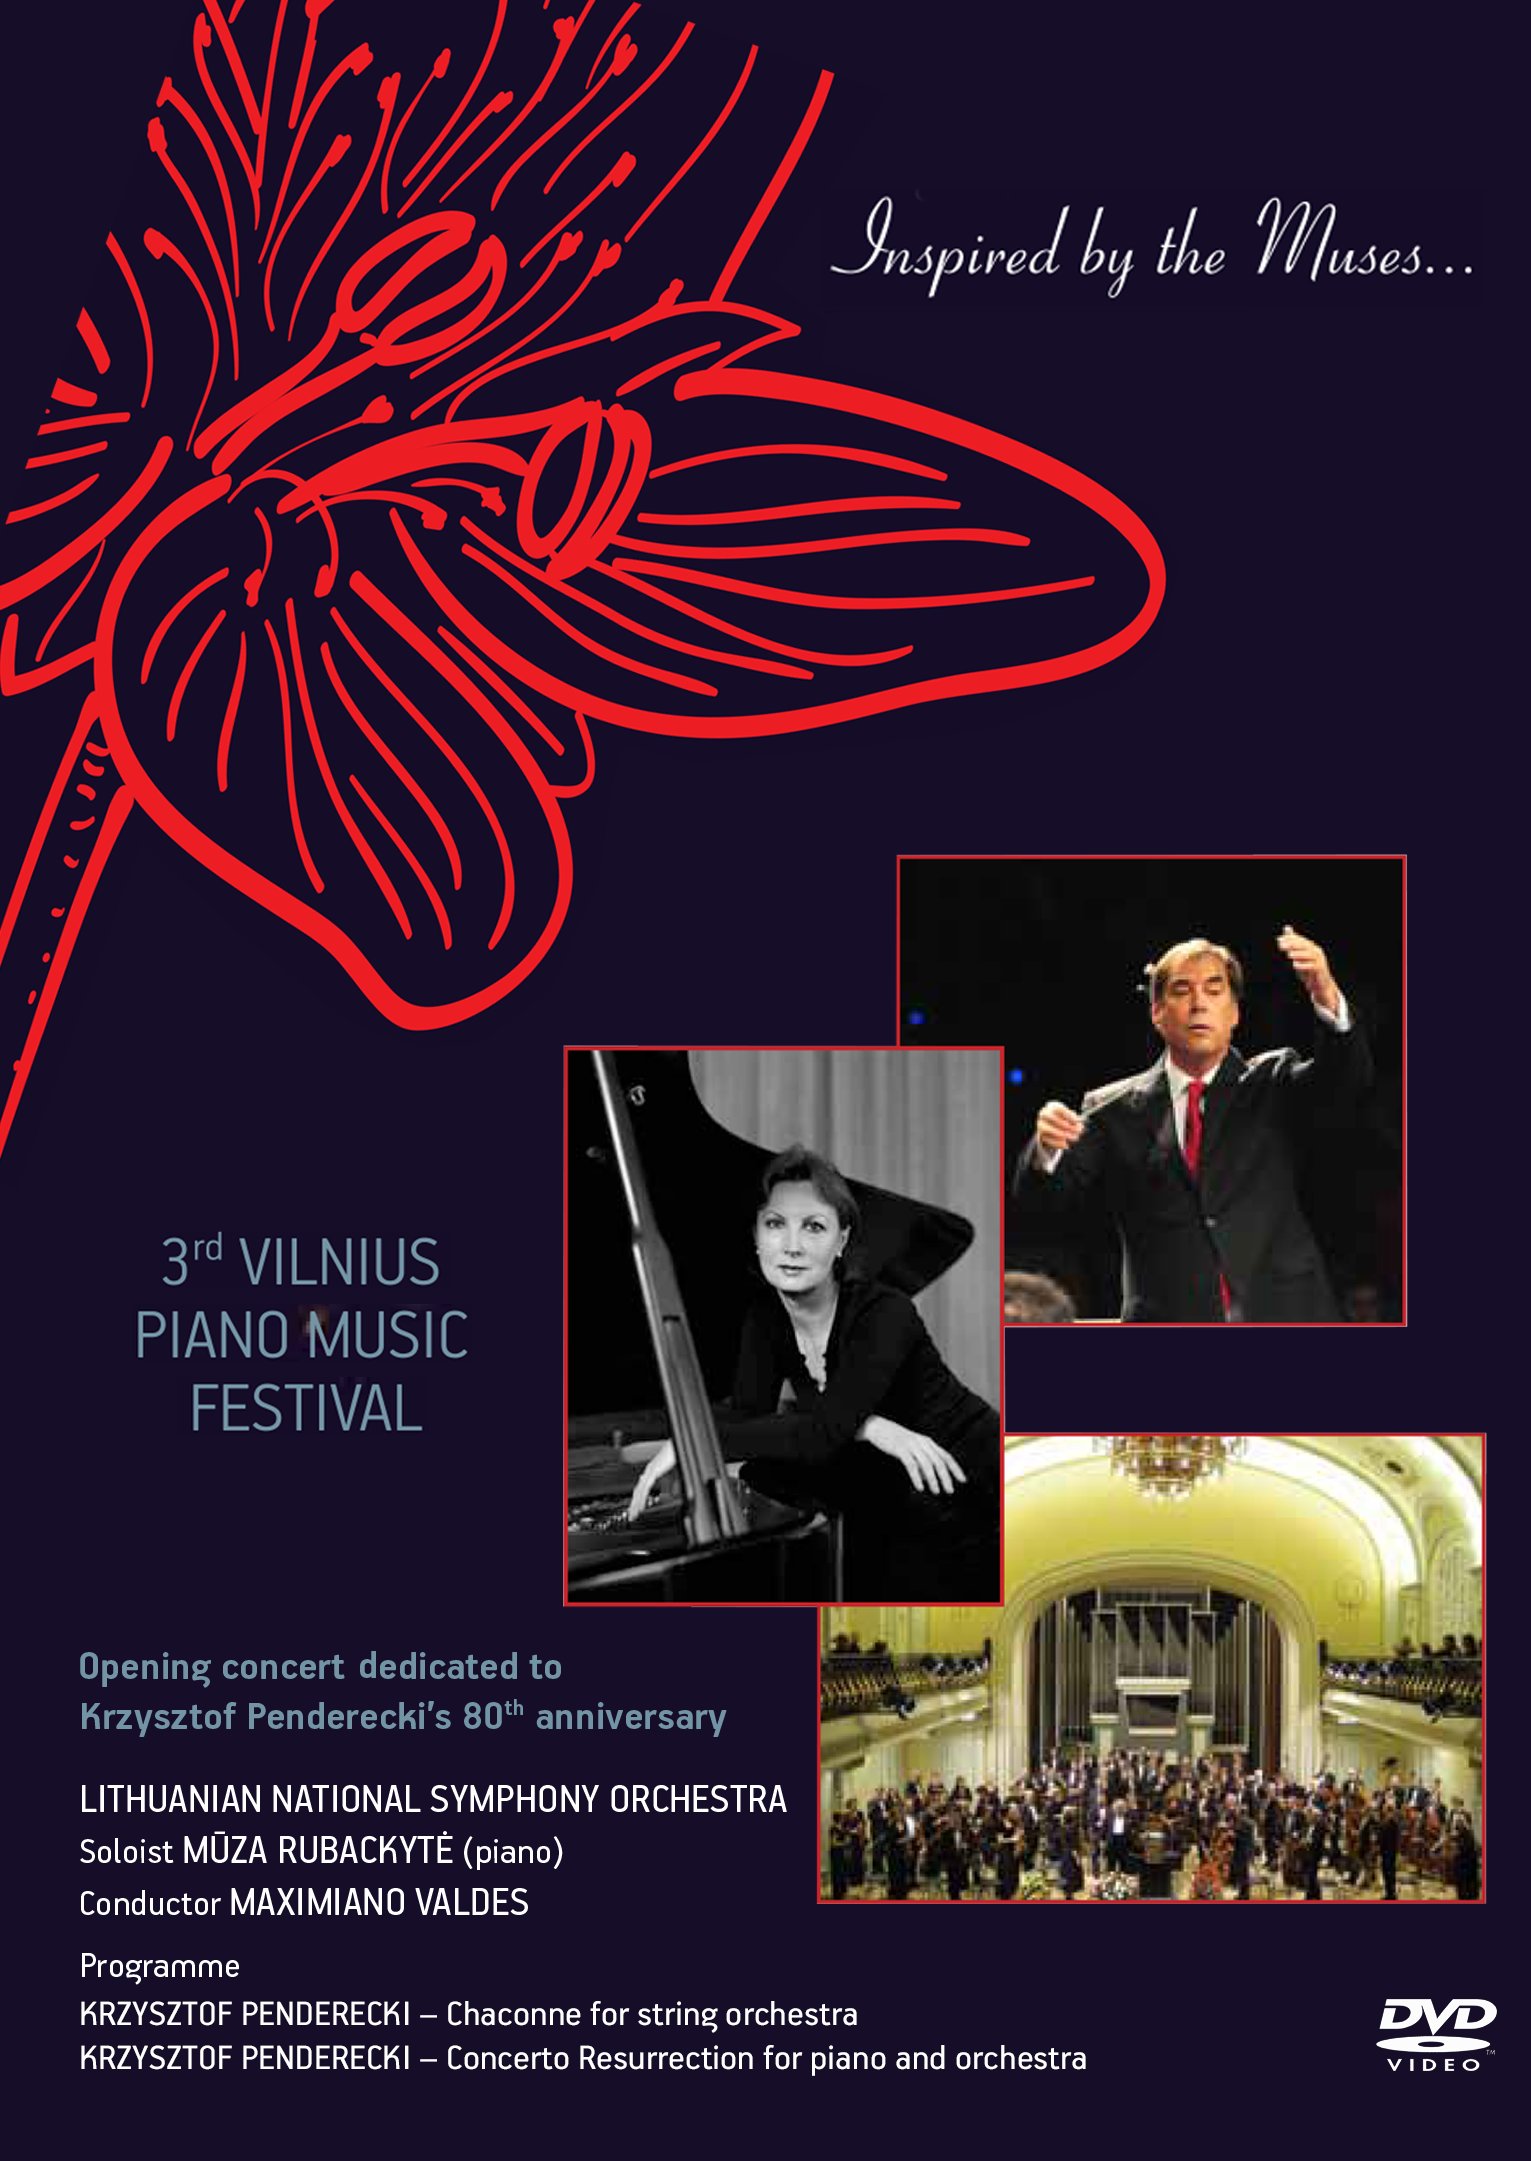 Inspired by the Muses...
3rd VILNIUS
PIANO MUSIC
FESTIVAL
Opening concert dedicated to
Krzysztof Penderecki's 80th anniversary
LITHUANIAN NATIONAL SYMPHONY ORCHESTRA
Soloist MŪZA RUBACKYTĖ (piano)
Conductor MAXIMIANO VALDES
Programme
KRZYSZTOF PENDERECKI – Chaconne for string orchestra
KRZYSZTOF PENDERECKI – Concerto Resurrection for piano and orchestra
DVD
VIDEO™